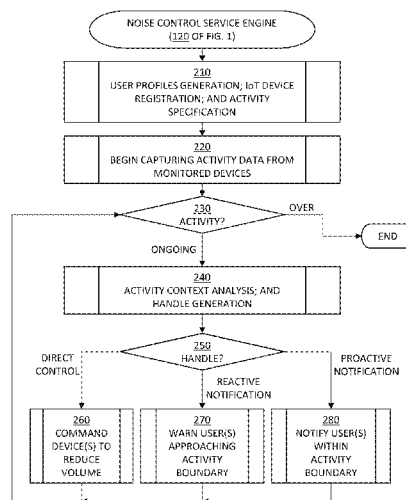 NOISE CONTROL SERVICE ENGINE
(120 OF FIG. 1)
210
USER PROFILES GENERATION; IoT DEVICE
REGISTRATION; AND ACTIVITY
SPECIFICATION
220
BEGIN CAPTURING ACTIVITY DATA FROM
MONITORED DEVICES
230
ACTIVITY?
OVER
END
ONGOING
240
ACTIVITY CONTEXT ANALYSIS; AND
HANDLE GENERATION
250
HANDLE?
DIRECT
CONTROL
REACTIVE
NOTIFICATION
PROACTIVE
NOTIFICATION
260
COMMAND
DEVICE(S) TO
REDUCE
VOLUME
270
WARN USER(S)
APPROACHING
ACTIVITY
BOUNDARY
280
NOTIFY USER(S)
WITHIN
ACTIVITY
BOUNDARY